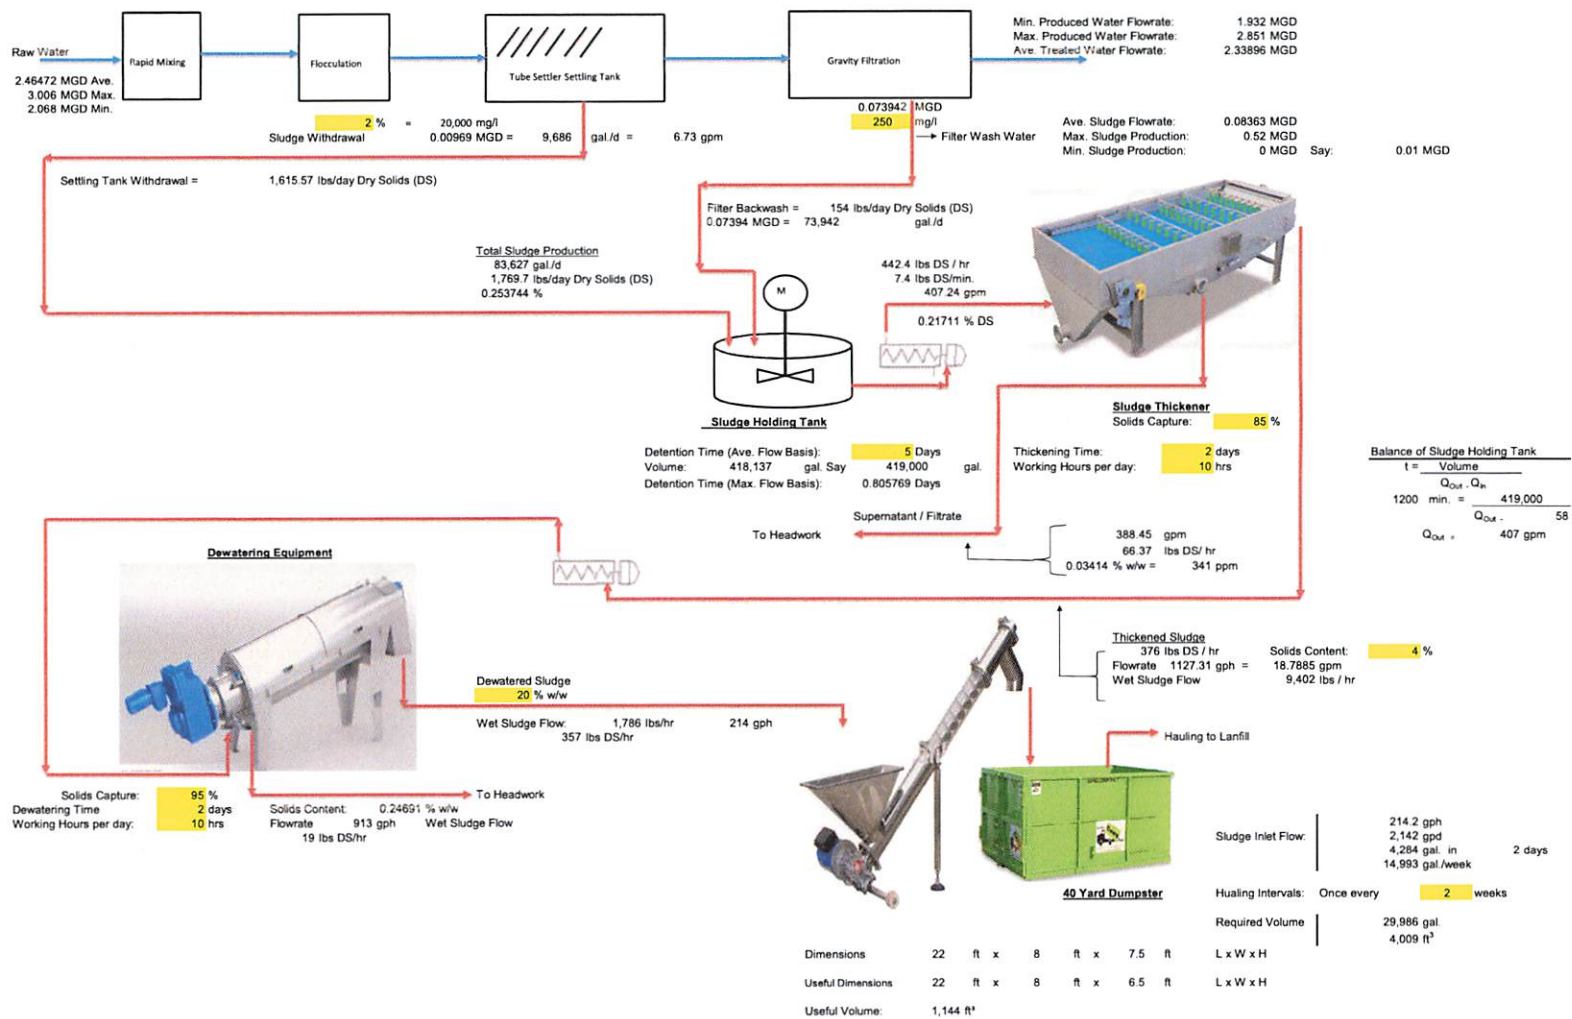 Min. Produced Water Flowrate: 1.932 MGD
Max. Produced Water Flowrate: 2.851 MGD
Ave. Treated Water Flowrate: 2.33896 MGD
Raw Water
Rapid Mixing
Flocculation
Tube Settler Settling Tank
Gravity Filtration
2.46472 MGD Ave.
3.006 MGD Max.
2.068 MGD Min.
2 % = 20,000 mg/l
Sludge Withdrawal 0.00969 MGD = 9,686 gal./d = 6.73 gpm
0.073942 MGD
250 mg/l
Filter Wash Water
Ave. Sludge Flowrate: 0.08363 MGD
Max. Sludge Production: 0.52 MGD
Min. Sludge Production: 0 MGD Say: 0.01 MGD
Settling Tank Withdrawal = 1,615.57 lbs/day Dry Solids (DS)
Filter Backwash = 154 lbs/day Dry Solids (DS)
0.07394 MGD = 73,942 gal./d
Total Sludge Production
83,627 gal./d
1,769.7 lbs/day Dry Solids (DS)
0.253744 %
M
442.4 lbs DS / hr
7.4 lbs DS/min.
407.24 gpm
0.21711 % DS
Sludge Holding Tank
Detention Time (Ave. Flow Basis): 5 Days
Volume: 418,137 gal. Say 419,000 gal.
Detention Time (Max. Flow Basis): 0.805769 Days
Sludge Thickener
Solids Capture: 85 %
Thickening Time: 2 days
Working Hours per day: 10 hrs
Balance of Sludge Holding Tank
t = Volume
Q Out - Q In
1200 min. = 419,000
Q Out - 58
Q Out = 407 gpm
Supernatant / Filtrate
To Headwork
388.45 gpm
66.37 lbs DS/ hr
0.03414 % w/w = 341 ppm
Dewatering Equipment
Thickened Sludge
376 lbs DS / hr Solids Content: 4 %
Flowrate 1127.31 gph = 18.7885 gpm
Wet Sludge Flow 9,402 lbs / hr
Dewatered Sludge
20 % w/w
Wet Sludge Flow: 1,786 lbs/hr 214 gph
357 lbs DS/hr
Hauling to Lanfill
Solids Capture: 95 %
Dewatering Time 2 days
Working Hours per day: 10 hrs
To Headwork
Solids Content: 0.24691 % w/w
Flowrate 913 gph Wet Sludge Flow
19 lbs DS/hr
Sludge Inlet Flow: 214.2 gph
2,142 gpd
4,284 gal. in 2 days
14,993 gal./week
40 Yard Dumpster
Hualing Intervals: Once every 2 weeks
Required Volume 29,986 gal.
4,009 ft³
Dimensions 22 ft x 8 ft x 7.5 ft L x W x H
Useful Dimensions 22 ft x 8 ft x 6.5 ft L x W x H
Useful Volume: 1,144 ft³